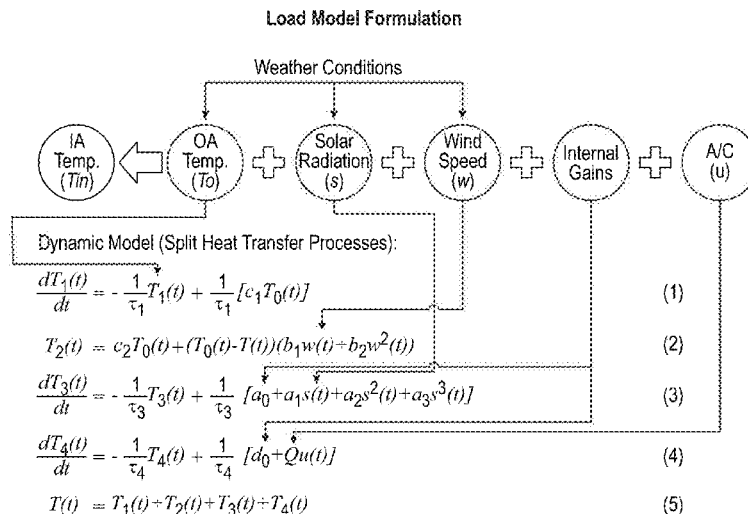 Load Model Formulation
Weather Conditions
IA Temp. (Tin)
OA Temp. (To)
Solar Radiation (s)
Wind Speed (w)
Internal Gains
A/C (u)
Dynamic Model (Split Heat Transfer Processes):
dT₁(t)/dt = - 1/τ₁ T₁(t) + 1/τ₁ [c₁T₀(t)] (1)
T₂(t) = c₂T₀(t)+(T₀(t)-T(t))(b₁w(t)+b₂w²(t)) (2)
dT₃(t)/dt = - 1/τ₃ T₃(t) + 1/τ₃ [a₀+a₁s(t)+a₂s²(t)+a₃s³(t)] (3)
dT₄(t)/dt = - 1/τ₄ T₄(t) + 1/τ₄ [d₀+Qu(t)] (4)
T(t) = T₁(t)+T₂(t)+T₃(t)+T₄(t) (5)